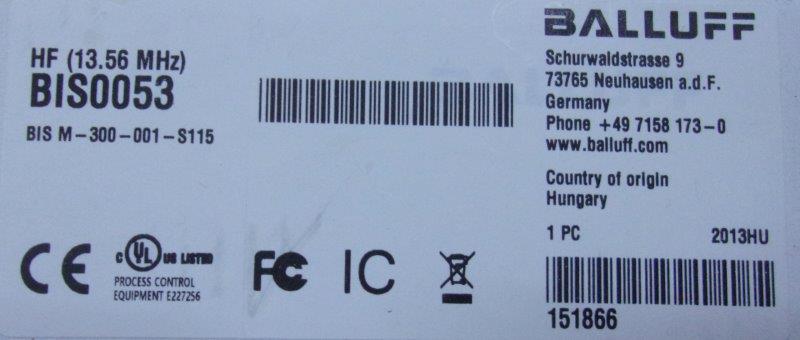 HF (13.56 MHz)
BIS0053
BIS M-300-001-S115
CE
C UL US LISTED
PROCESS CONTROL
EQUIPMENT E227256
FC
IC
BALLUFF
Schurwaldstrasse 9
73765 Neuhausen a.d.F.
Germany
Phone +49 7158 173-0
www.balluff.com
Country of origin
Hungary
1 PC 2013HU
151866